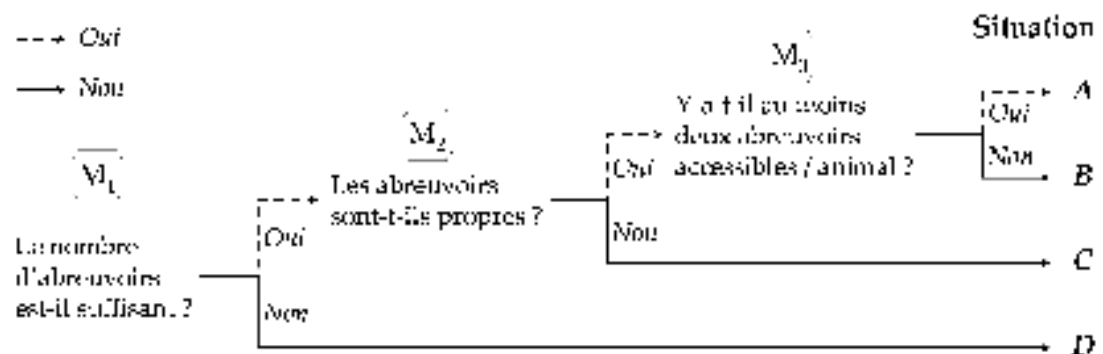 Situation
Oui
Non
M3
A
Y a t il au moins
deux abreuvoirs
accessibles / animal ?
Oui
Non
B
M2
Oui
Les abreuvoirs
sont-t-ils propres ?
Non
C
M1
Oui
Le nombre
d'abreuvoirs
est-il suffisant ?
Non
D